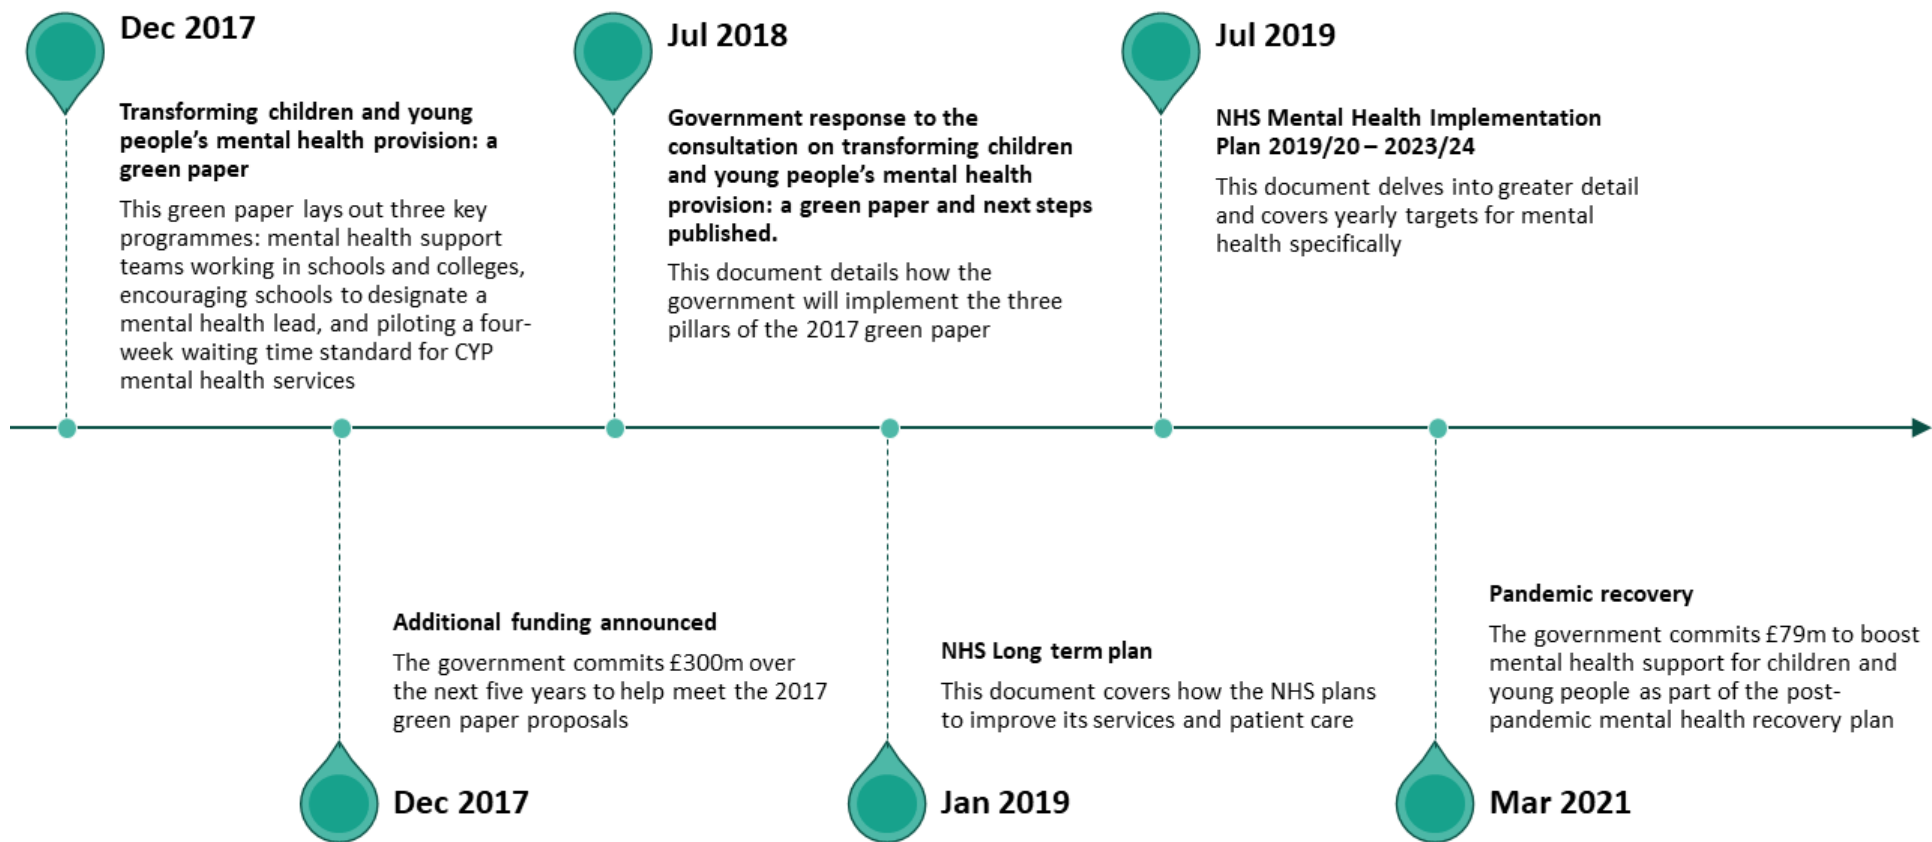 Dec 2017
Transforming children and young
people’s mental health provision: a
green paper
This green paper lays out three key
programmes: mental health support
teams working in schools and colleges,
encouraging schools to designate a
mental health lead, and piloting a four-
week waiting time standard for CYP
mental health services
Additional funding announced
The government commits £300m over
the next five years to help meet the 2017
green paper proposals
Dec 2017
Jul 2018
Government response to the
consultation on transforming children
and young people’s mental health
provision: a green paper and next steps
published.
This document details how the
government will implement the three
pillars of the 2017 green paper
NHS Long term plan
This document covers how the NHS plans
to improve its services and patient care
Jan 2019
Jul 2019
NHS Mental Health Implementation
Plan 2019/20 – 2023/24
This document delves into greater detail
and covers yearly targets for mental
health specifically
Pandemic recovery
The government commits £79m to boost
mental health support for children and
young people as part of the post-
pandemic mental health recovery plan
Mar 2021